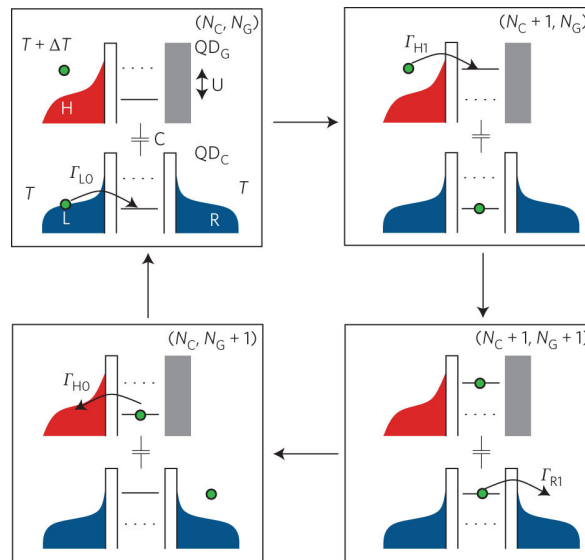 (N_C, N_G)
T + ΔT
QD_G
U
H
C
QD_C
Γ_L0
T
T
L
R
(N_C + 1, N_G)
Γ_H1
(N_C, N_G + 1)
Γ_H0
(N_C + 1, N_G + 1)
Γ_R1